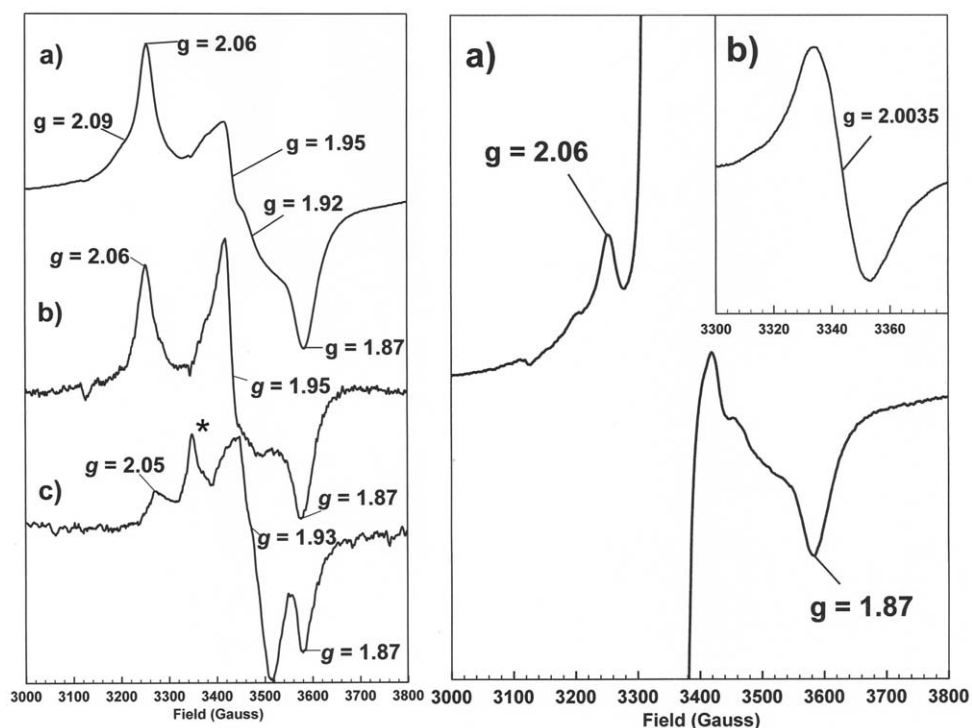 a)
g = 2.06
g = 2.09
g = 1.95
g = 1.92
g = 2.06
b)
g = 1.87
g = 1.95
*
g = 2.05
c)
g = 1.87
g = 1.93
g = 1.87
3000 3100 3200 3300 3400 3500 3600 3700 3800
Field (Gauss)
a)
b)
g = 2.0035
g = 2.06
3300 3320 3340 3360
g = 1.87
3000 3100 3200 3300 3400 3500 3600 3700 3800
Field (Gauss)